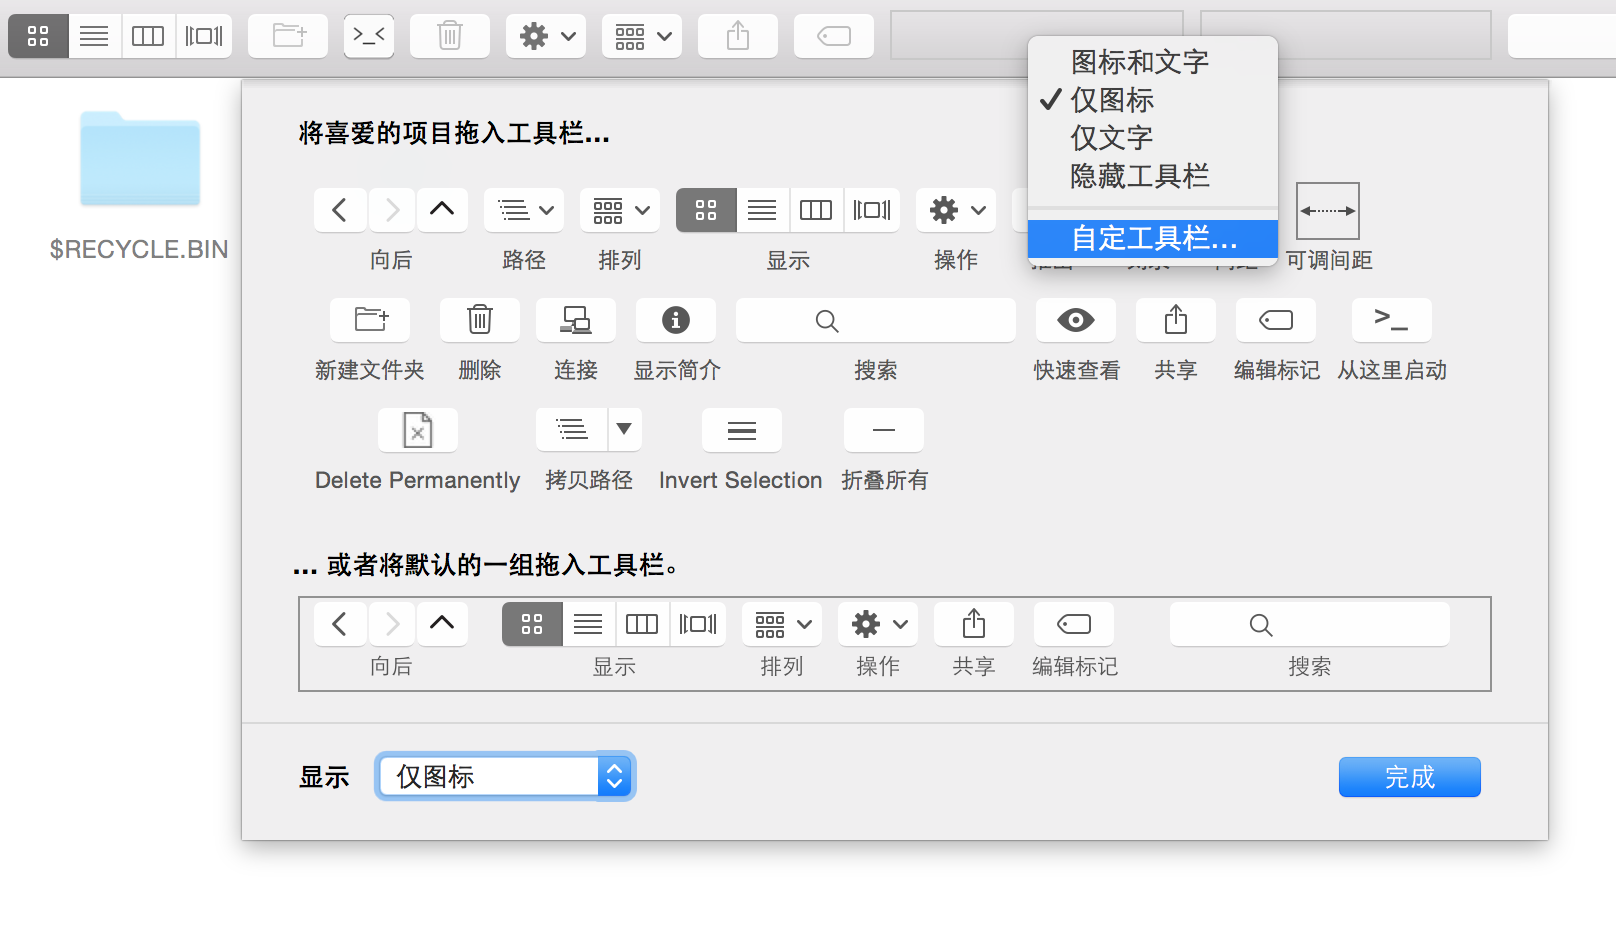 图标和文字
仅图标
仅文字
隐藏工具栏
自定工具栏...
$RECYCLE.BIN
将喜爱的项目拖入工具栏...
向后 路径 排列 显示 操作 可调间距
新建文件夹 删除 连接 显示简介 搜索 快速查看 共享 编辑标记 从这里启动
Delete Permanently 拷贝路径 Invert Selection 折叠所有
... 或者将默认的一组拖入工具栏。
向后 显示 排列 操作 共享 编辑标记 搜索
显示 仅图标 完成